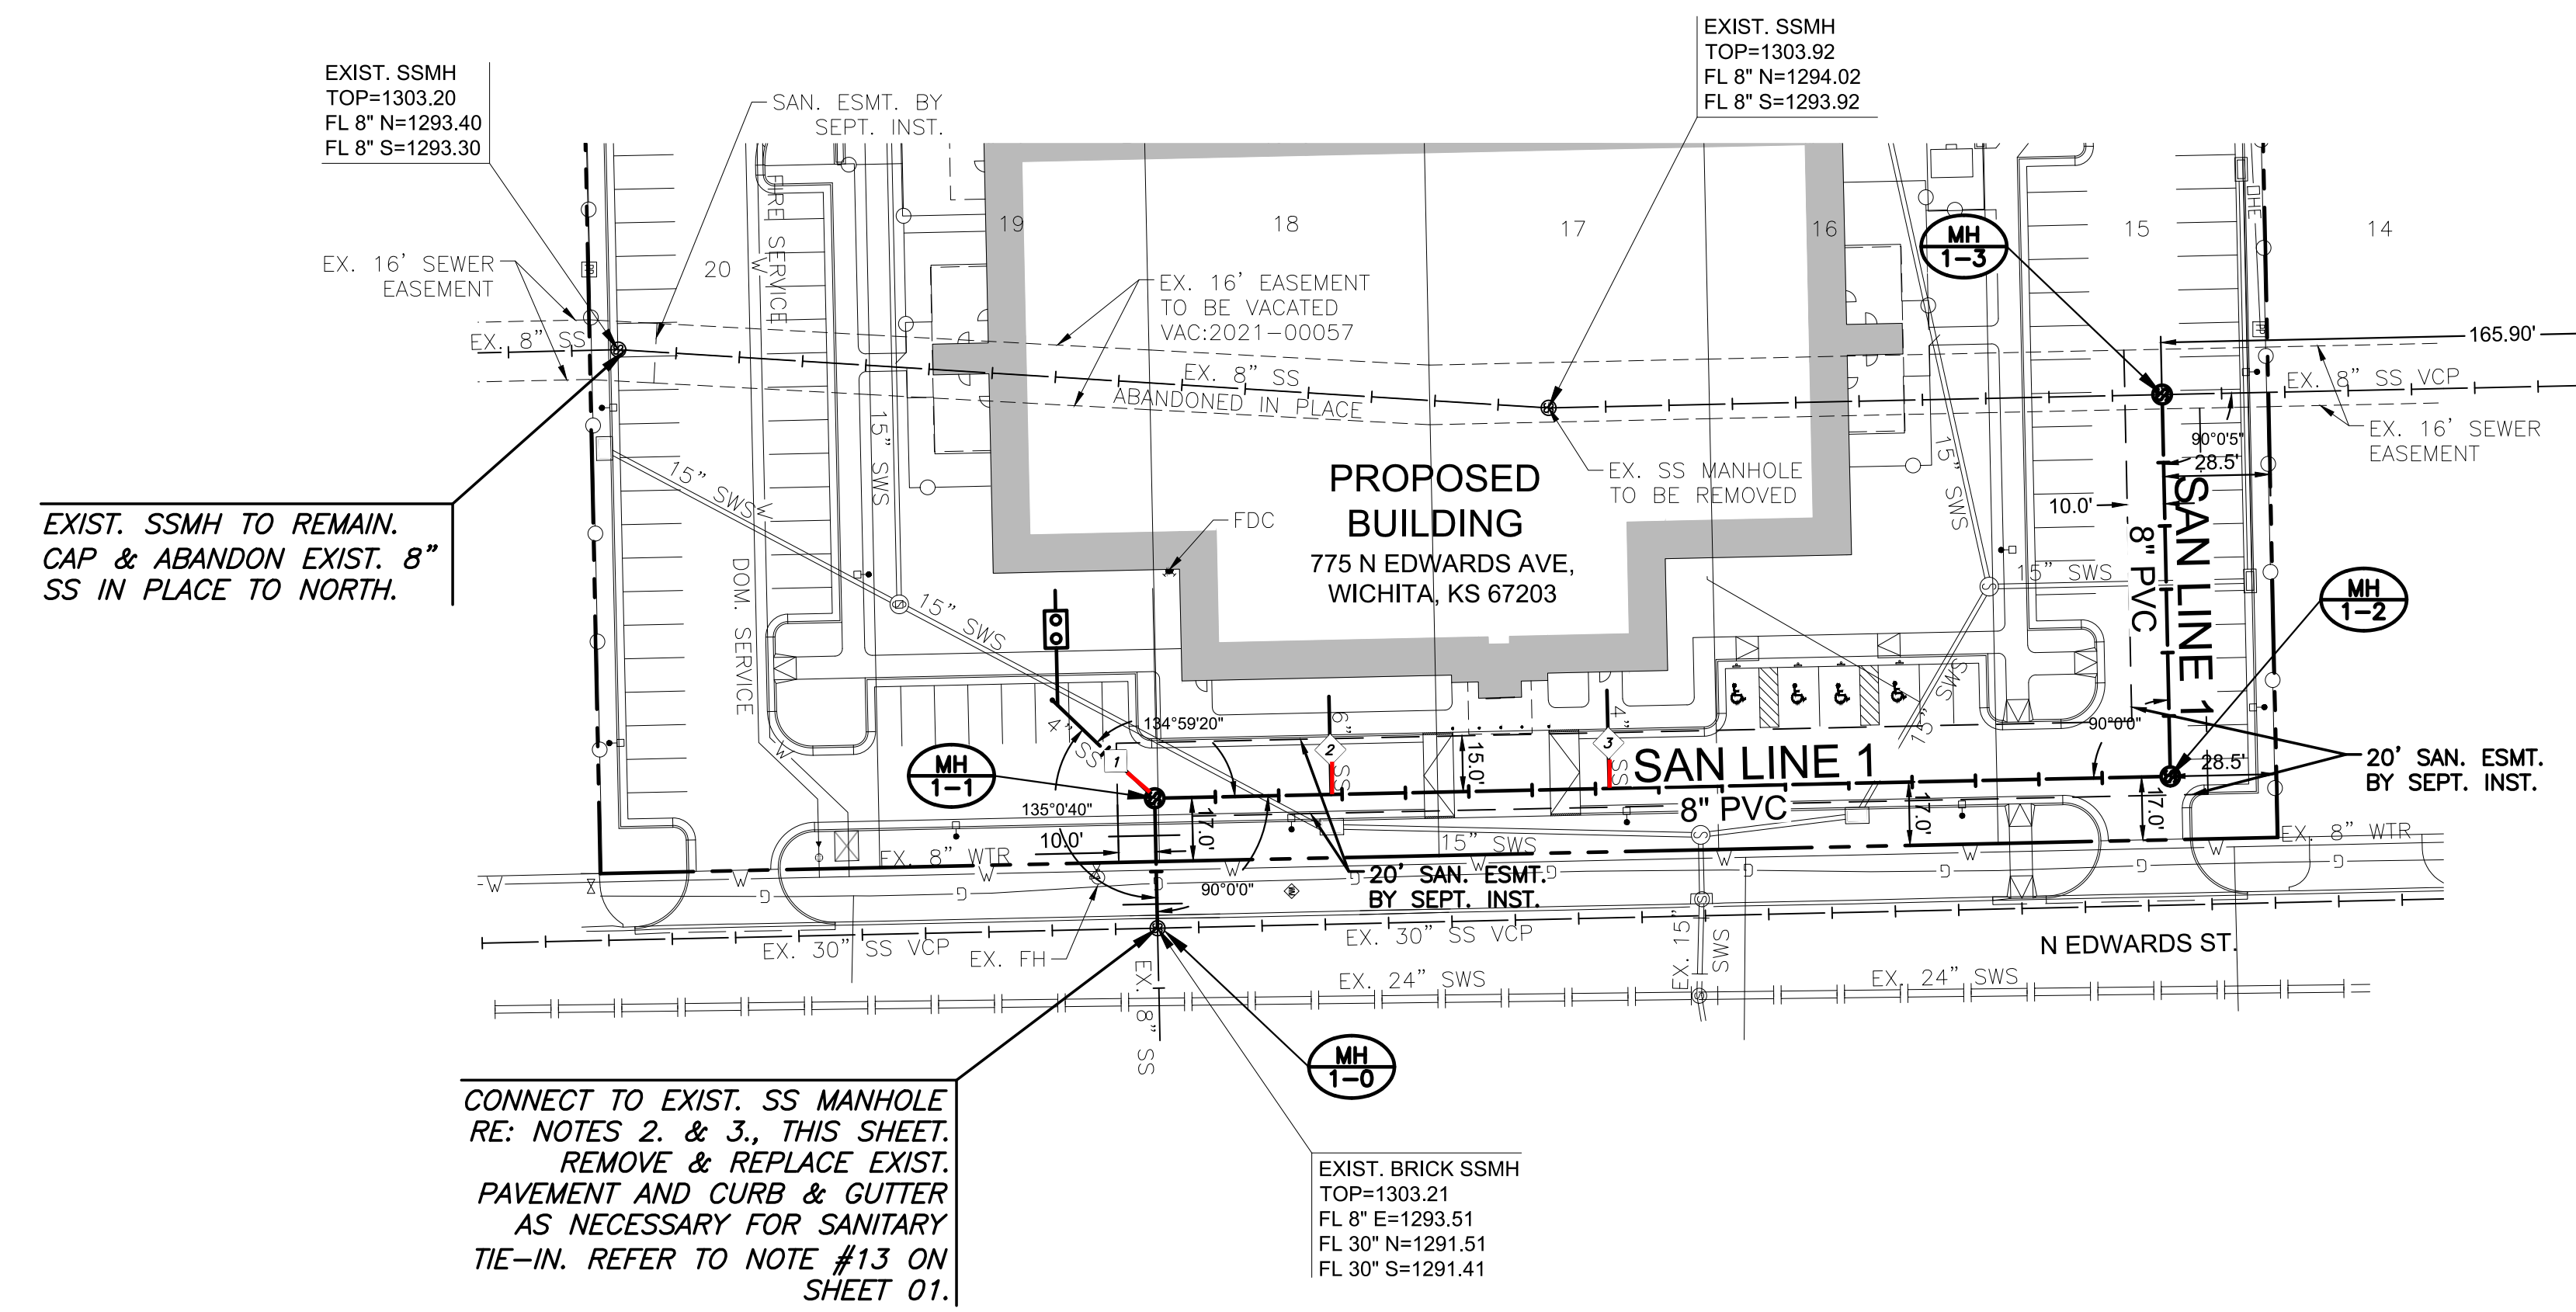 EXIST. SSMH
TOP=1303.20
FL 8" N=1293.40
FL 8" S=1293.30
SAN. ESMT. BY
SEPT. INST.
EXIST. SSMH
TOP=1303.92
FL 8" N=1294.02
FL 8" S=1293.92
EX. 16' SEWER
EASEMENT
EX. 8" SS
20
19
18
17
16
15
14
FIRE SERVICE
W
EX. 16' EASEMENT
TO BE VACATED
VAC:2021-00057
EX. 8" SS
ABANDONED IN PLACE
MH
1-3
165.90'
EX. 8" SS VCP
EX. 16' SEWER
EASEMENT
90°0'5"
28.5'
10.0'
SAN LINE 1
8" PVC
EXIST. SSMH TO REMAIN.
CAP & ABANDON EXIST. 8"
SS IN PLACE TO NORTH.
15" SWS
W
15" SWS
15" SWS
DOM. SERVICE
W
FDC
PROPOSED
BUILDING
775 N EDWARDS AVE,
WICHITA, KS 67203
EX. SS MANHOLE
TO BE REMOVED
15" SWS
15" SWS
15" SWS
MH
1-2
4" SS
134°59'20"
1
6"
2
SS
15.0'
4"
3
SS
SAN LINE 1
8" PVC
90°0'0"
28.5'
17.0'
20' SAN. ESMT.
BY SEPT. INST.
MH
1-1
135°0'40"
10.0'
17.0'
17.0'
15" SWS
EX. 8" WTR
EX. 8" WTR
W
W
W
W
W
W
W
W
G
G
G
G
G
G
90°0'0"
20' SAN. ESMT.
BY SEPT. INST.
EX. 30" SS VCP
EX. FH
EX. 30" SS VCP
EX. 15"
SWS
N EDWARDS ST.
EX. 8" SS
EX. 24" SWS
EX. 24" SWS
MH
1-0
CONNECT TO EXIST. SS MANHOLE
RE: NOTES 2. & 3., THIS SHEET.
REMOVE & REPLACE EXIST.
PAVEMENT AND CURB & GUTTER
AS NECESSARY FOR SANITARY
TIE-IN. REFER TO NOTE #13 ON
SHEET 01.
EXIST. BRICK SSMH
TOP=1303.21
FL 8" E=1293.51
FL 30" N=1291.51
FL 30" S=1291.41